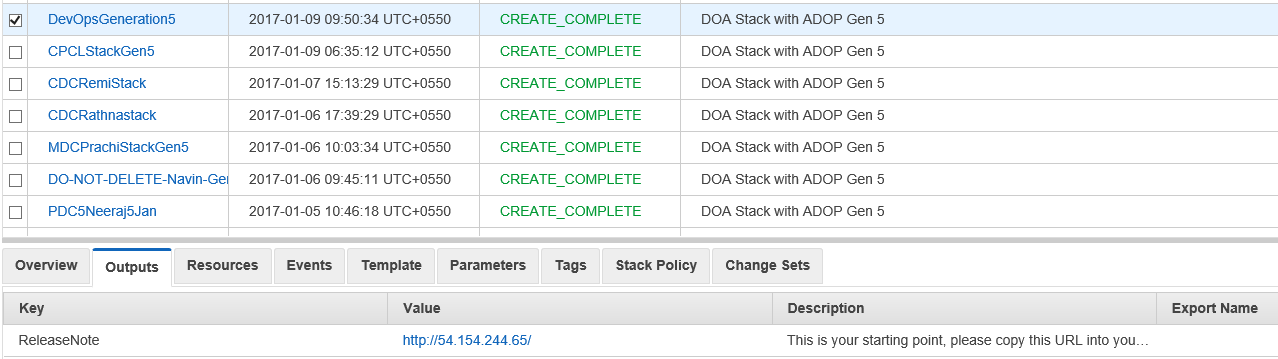 DevOpsGeneration5 2017-01-09 09:50:34 UTC+0550 CREATE_COMPLETE DOA Stack with ADOP Gen 5
CPCLStackGen5 2017-01-09 06:35:12 UTC+0550 CREATE_COMPLETE DOA Stack with ADOP Gen 5
CDCRemiStack 2017-01-07 15:13:29 UTC+0550 CREATE_COMPLETE DOA Stack with ADOP Gen 5
CDCRathnastack 2017-01-06 17:39:29 UTC+0550 CREATE_COMPLETE DOA Stack with ADOP Gen 5
MDCPrachiStackGen5 2017-01-06 10:03:34 UTC+0550 CREATE_COMPLETE DOA Stack with ADOP Gen 5
DO-NOT-DELETE-Navin-Ger 2017-01-06 09:45:11 UTC+0550 CREATE_COMPLETE DOA Stack with ADOP Gen 5
PDC5Neeraj5Jan 2017-01-05 10:46:18 UTC+0550 CREATE_COMPLETE DOA Stack with ADOP Gen 5
Overview Outputs Resources Events Template Parameters Tags Stack Policy Change Sets
Key Value Description Export Name
ReleaseNote http://54.154.244.65/ This is your starting point, please copy this URL into you…